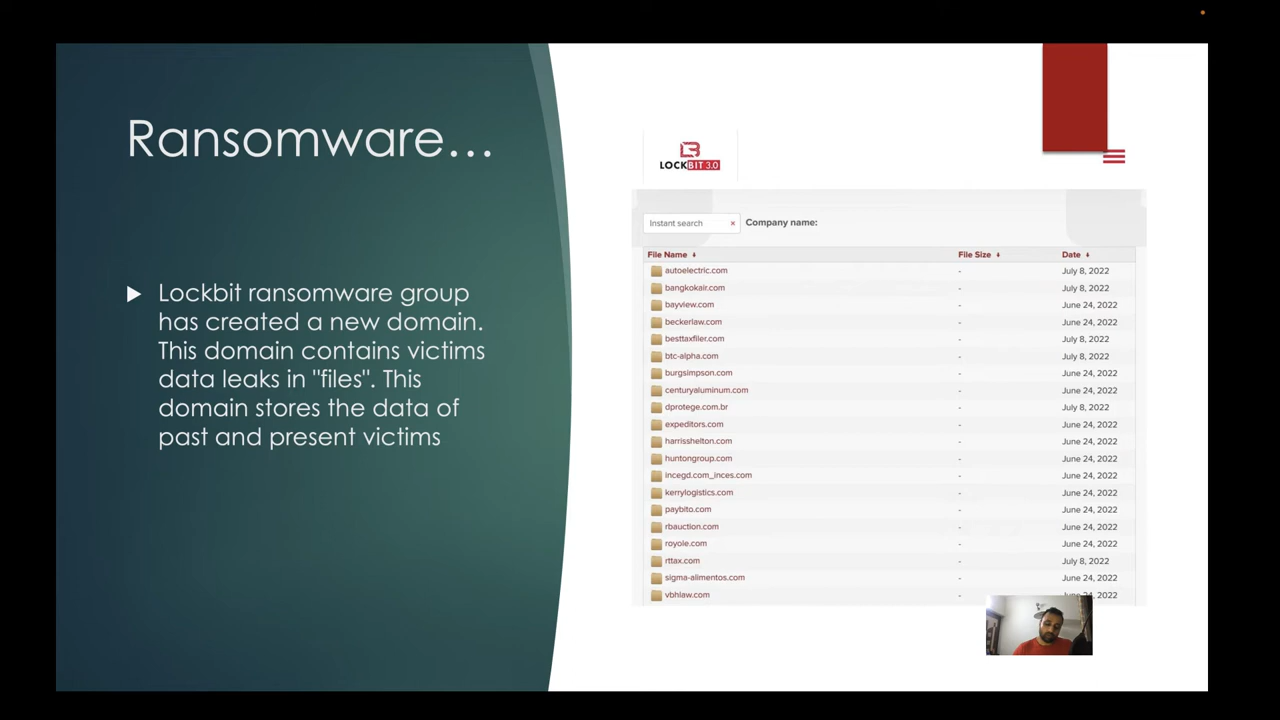 Ransomware…
Lockbit ransomware group
has created a new domain.
This domain contains victims
data leaks in "files". This
domain stores the data of
past and present victims
LOCKBIT 3.0
Instant search × Company name:
File Name File Size Date
autoelectric.com - July 8, 2022
bangkokair.com - July 8, 2022
bayview.com - June 24, 2022
beckerlaw.com - June 24, 2022
besttaxfiler.com - July 8, 2022
btc-alpha.com - July 8, 2022
burgsimpson.com - June 24, 2022
centuryaluminum.com - June 24, 2022
dprotege.com.br - July 8, 2022
expeditors.com - June 24, 2022
harrisshelton.com - June 24, 2022
huntongroup.com - June 24, 2022
incegd.com_inces.com - June 24, 2022
kerrylogistics.com - June 24, 2022
paybito.com - June 24, 2022
rbauction.com - June 24, 2022
royole.com - June 24, 2022
rttax.com - July 8, 2022
sigma-alimentos.com - June 24, 2022
vbhlaw.com - June 24, 2022